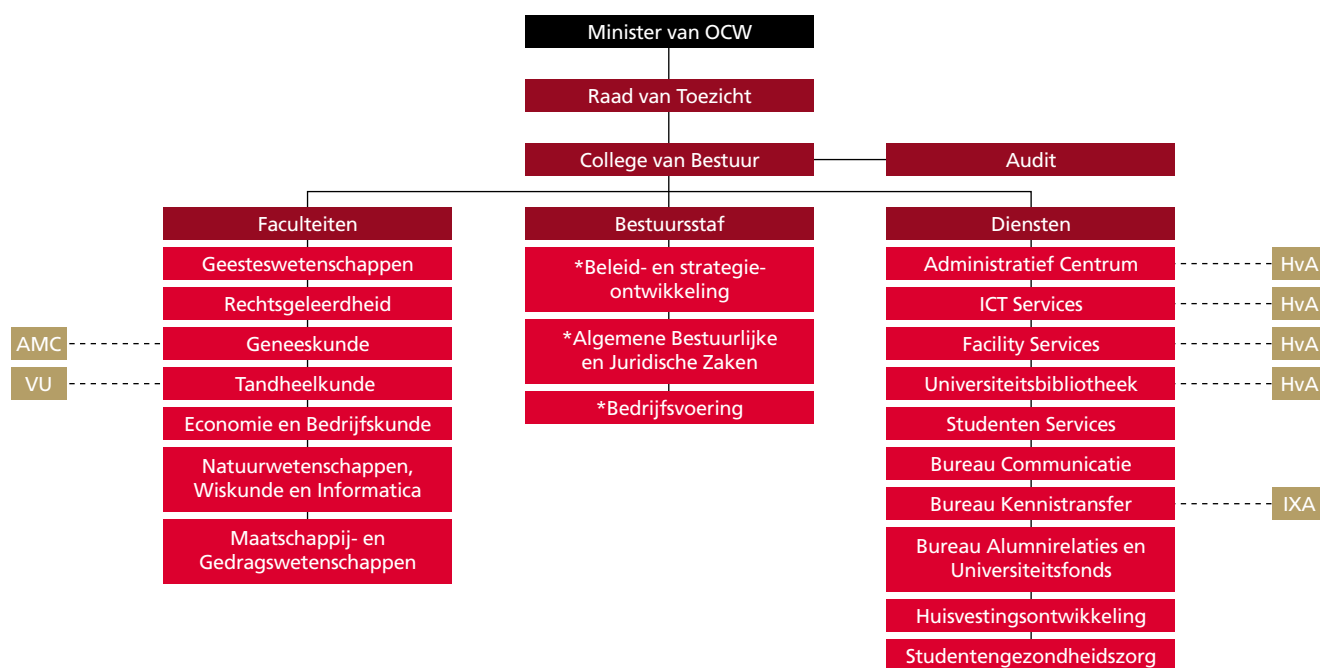 Minister van OCW
Raad van Toezicht
College van Bestuur
Audit
Faculteiten
Geesteswetenschappen
Rechtsgeleerdheid
AMC
Geneeskunde
VU
Tandheelkunde
Economie en Bedrijfskunde
Natuurwetenschappen,
Wiskunde en Informatica
Maatschappij- en
Gedragswetenschappen
Bestuursstaf
*Beleid- en strategie-
ontwikkeling
*Algemene Bestuurlijke
en Juridische Zaken
*Bedrijfsvoering
Diensten
Administratief Centrum
HvA
ICT Services
HvA
Facility Services
HvA
Universiteitsbibliotheek
HvA
Studenten Services
Bureau Communicatie
Bureau Kennistransfer
IXA
Bureau Alumnirelaties en
Universiteitsfonds
Huisvestingsontwikkeling
Studentengezondheidszorg